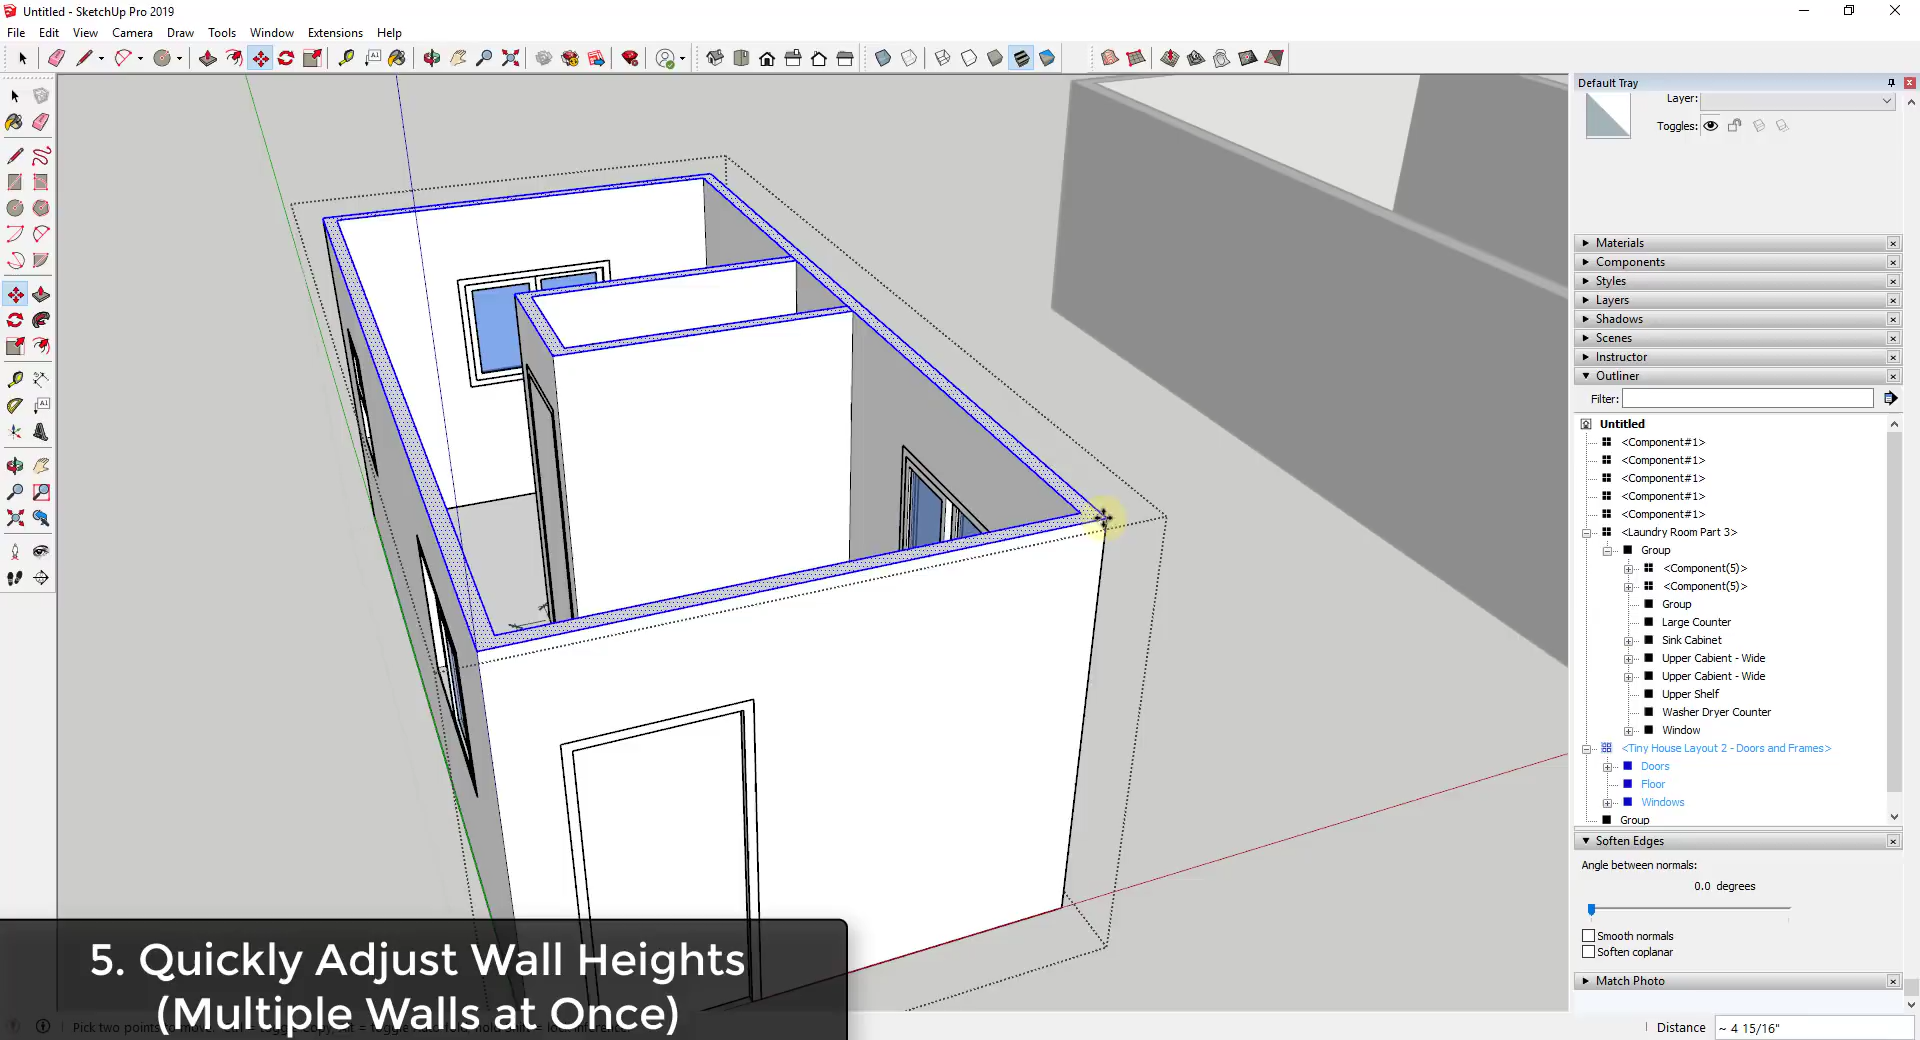 Untitled - SketchUp Pro 2019
File Edit View Camera Draw Tools Window Extensions Help
Default Tray
Layer:
Toggles:
Materials
Components
Styles
Layers
Shadows
Scenes
Instructor
Outliner
Filter:
Untitled
<Component#1>
<Component#1>
<Component#1>
<Component#1>
<Component#1>
<Laundry Room Part 3>
Group
<Component(5)>
<Component(5)>
Group
Large Counter
Sink Cabinet
Upper Cabient - Wide
Upper Cabient - Wide
Upper Shelf
Washer Dryer Counter
Window
<Tiny House Layout 2 - Doors and Frames>
Doors
Floor
Windows
Group
Soften Edges
Angle between normals:
0.0 degrees
Smooth normals
Soften coplanar
Match Photo
5. Quickly Adjust Wall Heights
(Multiple Walls at Once)
Pick two points to move.
Distance ~ 4 15/16"